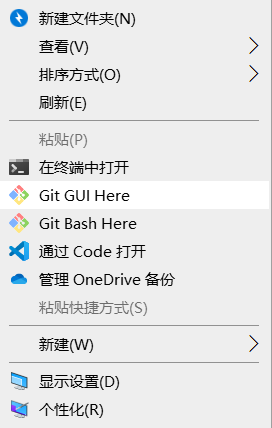 新建文件夹(N)
查看(V)
排序方式(O)
刷新(E)
粘贴(P)
在终端中打开
Git GUI Here
Git Bash Here
通过 Code 打开
管理 OneDrive 备份
粘贴快捷方式(S)
新建(W)
显示设置(D)
个性化(R)